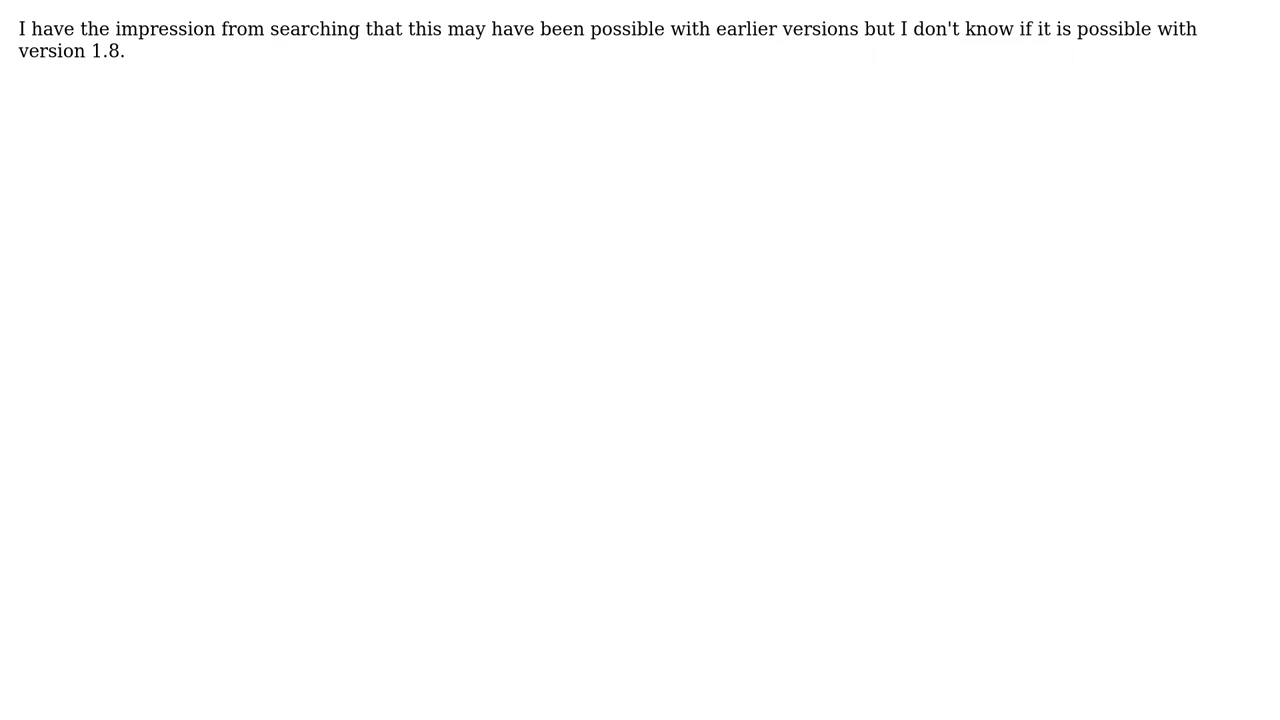 I have the impression from searching that this may have been possible with earlier versions but I don't know if it is possible with
version 1.8.